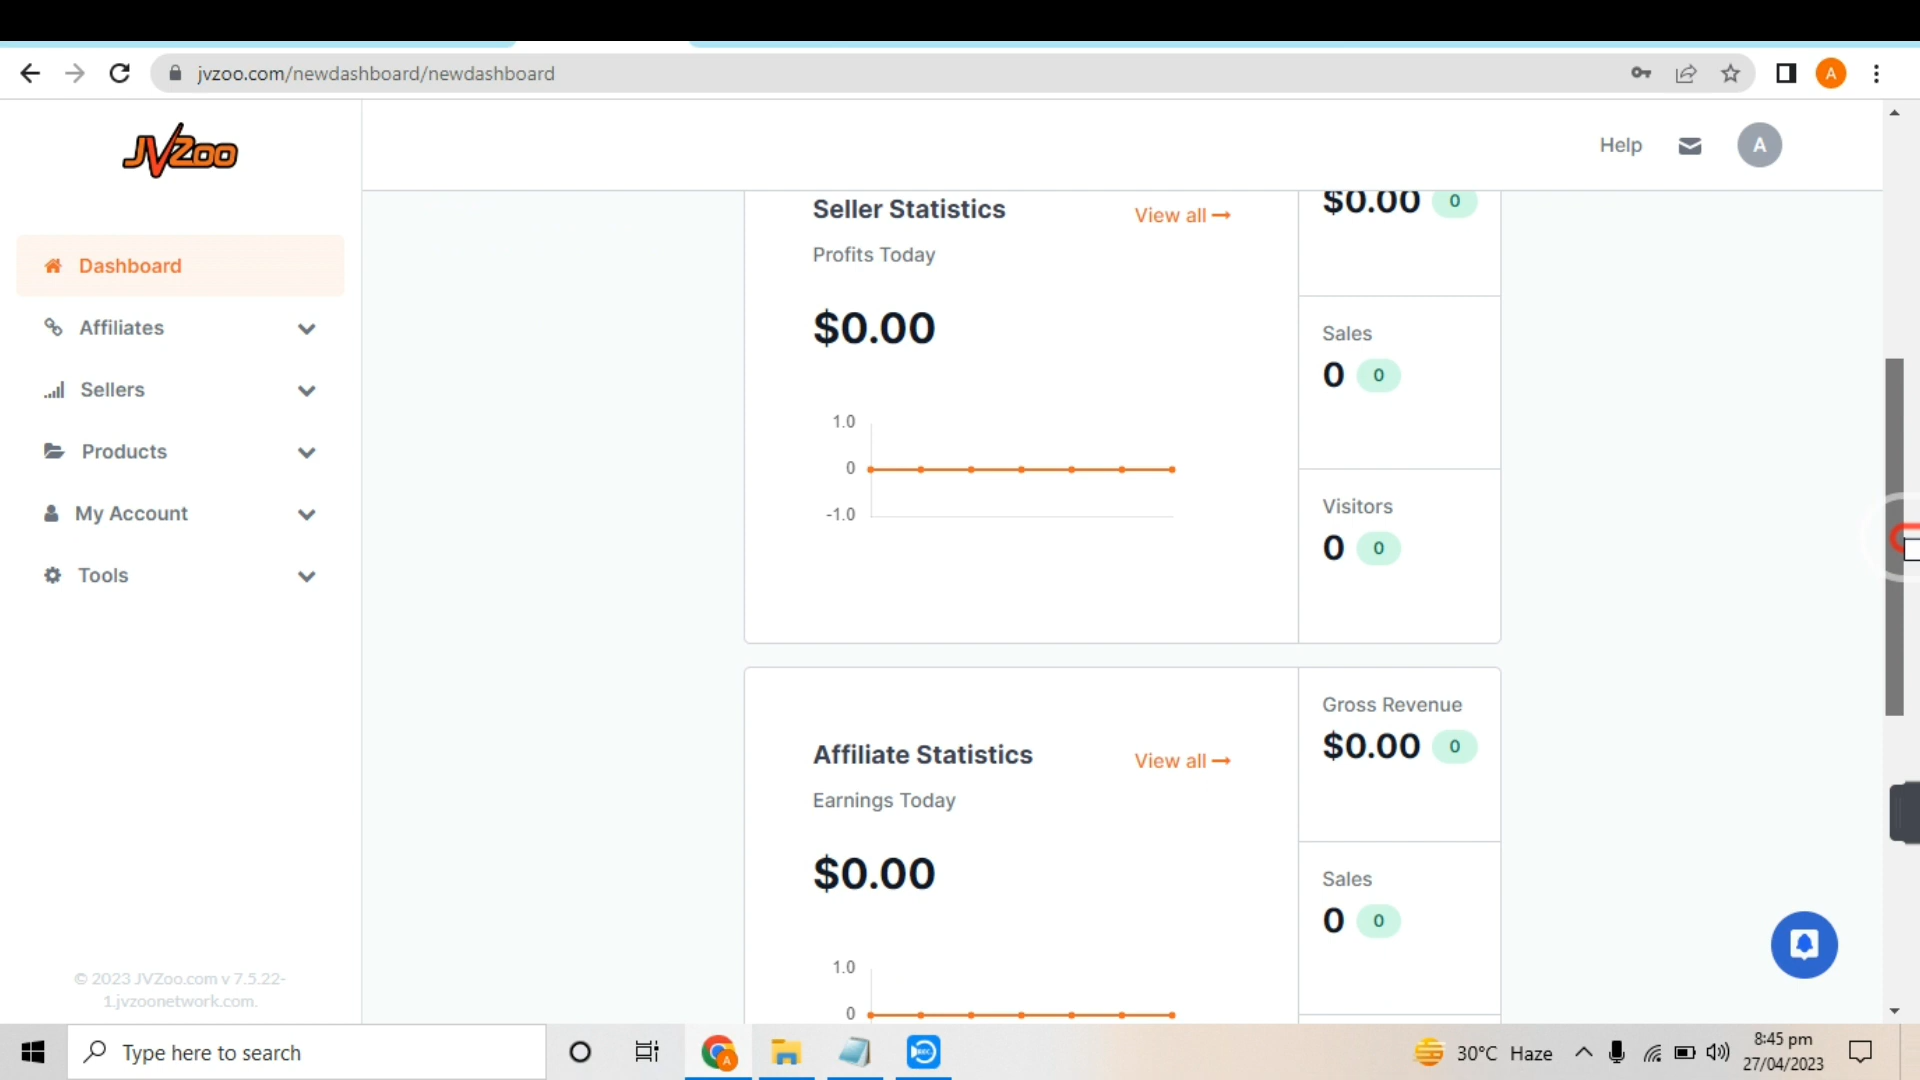 jvzoo.com/newdashboard/newdashboard
A
JVZoo
Help
A
Dashboard
Affiliates
Sellers
Products
My Account
Tools
Seller Statistics
View all
Profits Today
$0.00
1.0
0
-1.0
$0.00 0
Sales
0 0
Visitors
0 0
Affiliate Statistics
View all
Earnings Today
$0.00
1.0
0
Gross Revenue
$0.00 0
Sales
0 0
© 2023 JVZoo.com v 7.5.22-
1.jvzoonetwork.com.
Type here to search
A
REC
30°C Haze
8:45 pm
27/04/2023